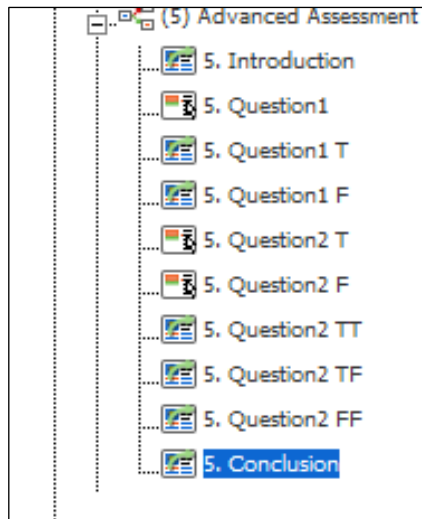 (5) Advanced Assessment
5. Introduction
5. Question1
5. Question1 T
5. Question1 F
5. Question2 T
5. Question2 F
5. Question2 TT
5. Question2 TF
5. Question2 FF
5. Conclusion